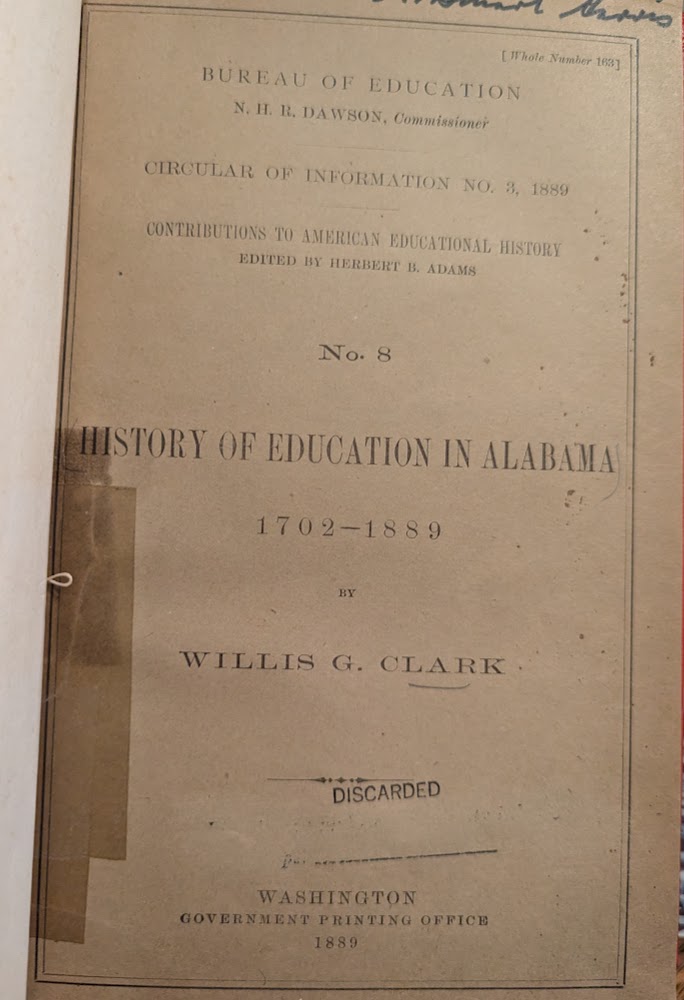 [Whole Number 163]
BUREAU OF EDUCATION
N. H. R. DAWSON, Commissioner
CIRCULAR OF INFORMATION NO. 3, 1889
CONTRIBUTIONS TO AMERICAN EDUCATIONAL HISTORY
EDITED BY HERBERT B. ADAMS
No. 8
HISTORY OF EDUCATION IN ALABAMA
1702–1889
BY
WILLIS G. CLARK
DISCARDED
WASHINGTON
GOVERNMENT PRINTING OFFICE
1889